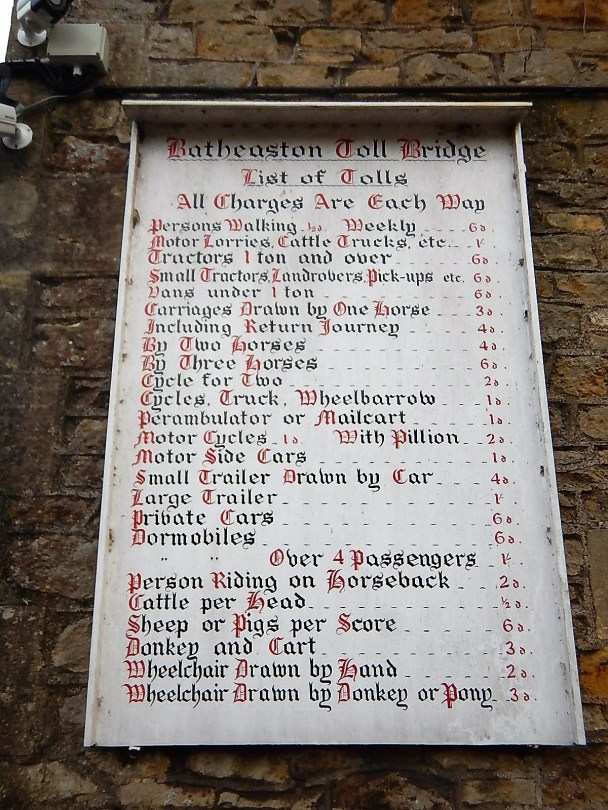 Batheaston Toll Bridge
List of Tolls
All Charges Are Each Way
Persons Walking ½d. Weekly 6d.
Motor Lorries, Cattle Trucks, etc. 1/-
Tractors 1 ton and over 6d.
Small Tractors, Landrovers, Pick-ups etc. 6d.
Vans under 1 ton 6d.
Carriages Drawn by One Horse 3d.
Including Return Journey 4d.
By Two Horses 4d.
By Three Horses 6d.
Cycle for Two 2d.
Cycles, Truck, Wheelbarrow 1d.
Perambulator or Mailcart 1d.
Motor Cycles 1d. With Pillion 2d.
Motor Side Cars 1d.
Small Trailer Drawn by Car 4d.
Large Trailer 1/-
Private Cars 6d.
Dormobiles 6d.
" " Over 4 Passengers 1/-
Person Riding on Horseback 2d.
Cattle per Head ½d.
Sheep or Pigs per Score 6d.
Donkey and Cart 3d.
Wheelchair Drawn by Hand 2d.
Wheelchair Drawn by Donkey or Pony 3d.